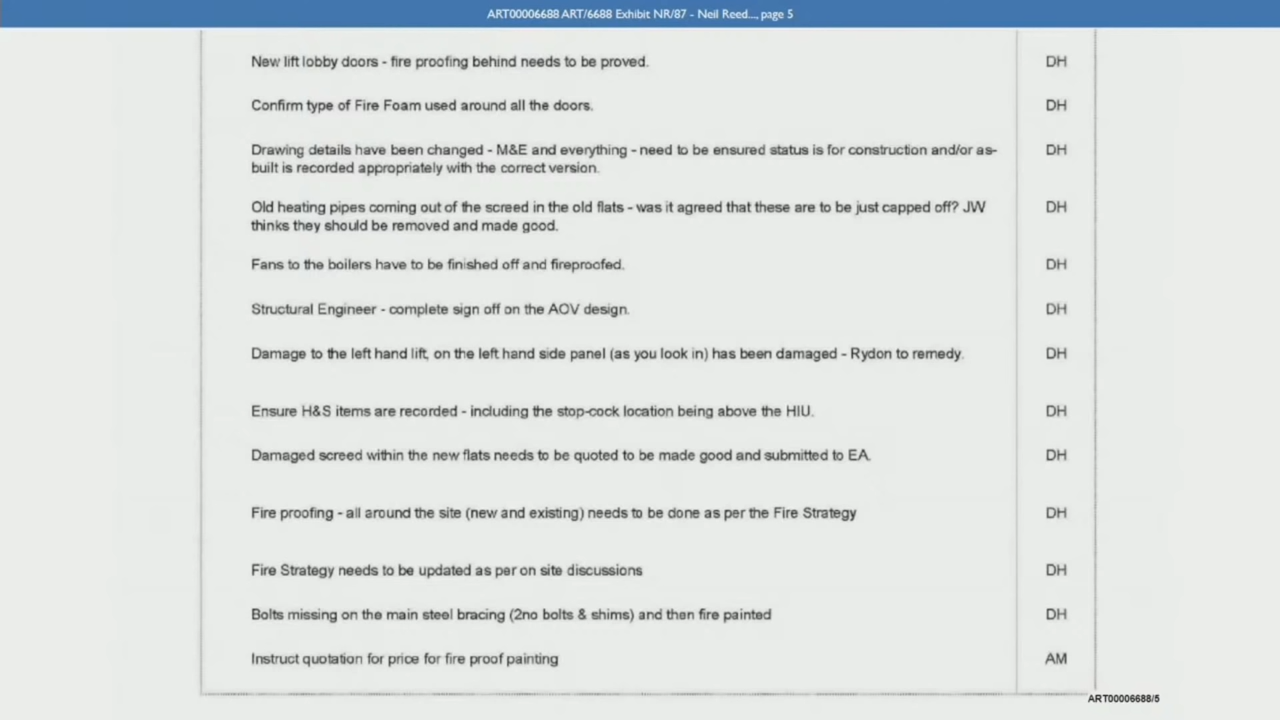 ART00006688 ART/6688 Exhibit NR/87 - Neil Reed..., page 5
New lift lobby doors - fire proofing behind needs to be proved. DH
Confirm type of Fire Foam used around all the doors. DH
Drawing details have been changed - M&E and everything - need to be ensured status is for construction and/or as- DH
built is recorded appropriately with the correct version.
Old heating pipes coming out of the screed in the old flats - was it agreed that these are to be just capped off? JW DH
thinks they should be removed and made good.
Fans to the boilers have to be finished off and fireproofed. DH
Structural Engineer - complete sign off on the AOV design. DH
Damage to the left hand lift, on the left hand side panel (as you look in) has been damaged - Rydon to remedy. DH
Ensure H&S items are recorded - including the stop-cock location being above the HIU. DH
Damaged screed within the new flats needs to be quoted to be made good and submitted to EA. DH
Fire proofing - all around the site (new and existing) needs to be done as per the Fire Strategy DH
Fire Strategy needs to be updated as per on site discussions DH
Bolts missing on the main steel bracing (2no bolts & shims) and then fire painted DH
Instruct quotation for price for fire proof painting AM
ART00006688/5